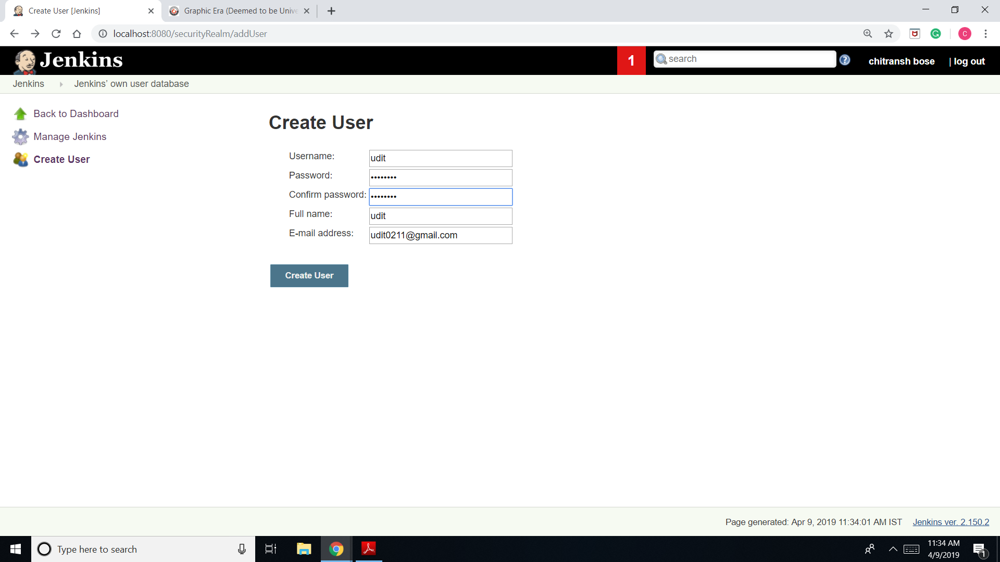 Create User [Jenkins]
Graphic Era (Deemed to be Unive
localhost:8080/securityRealm/addUser
C
Jenkins
1
search
chitransh bose
| log out
Jenkins
Jenkins' own user database
Back to Dashboard
Manage Jenkins
Create User
Create User
Username:
udit
Password:
••••••••
Confirm password:
••••••••
Full name:
udit
E-mail address:
udit0211@gmail.com
Create User
Page generated: Apr 9, 2019 11:34:01 AM IST
Jenkins ver. 2.150.2
Type here to search
11:34 AM
4/9/2019
1